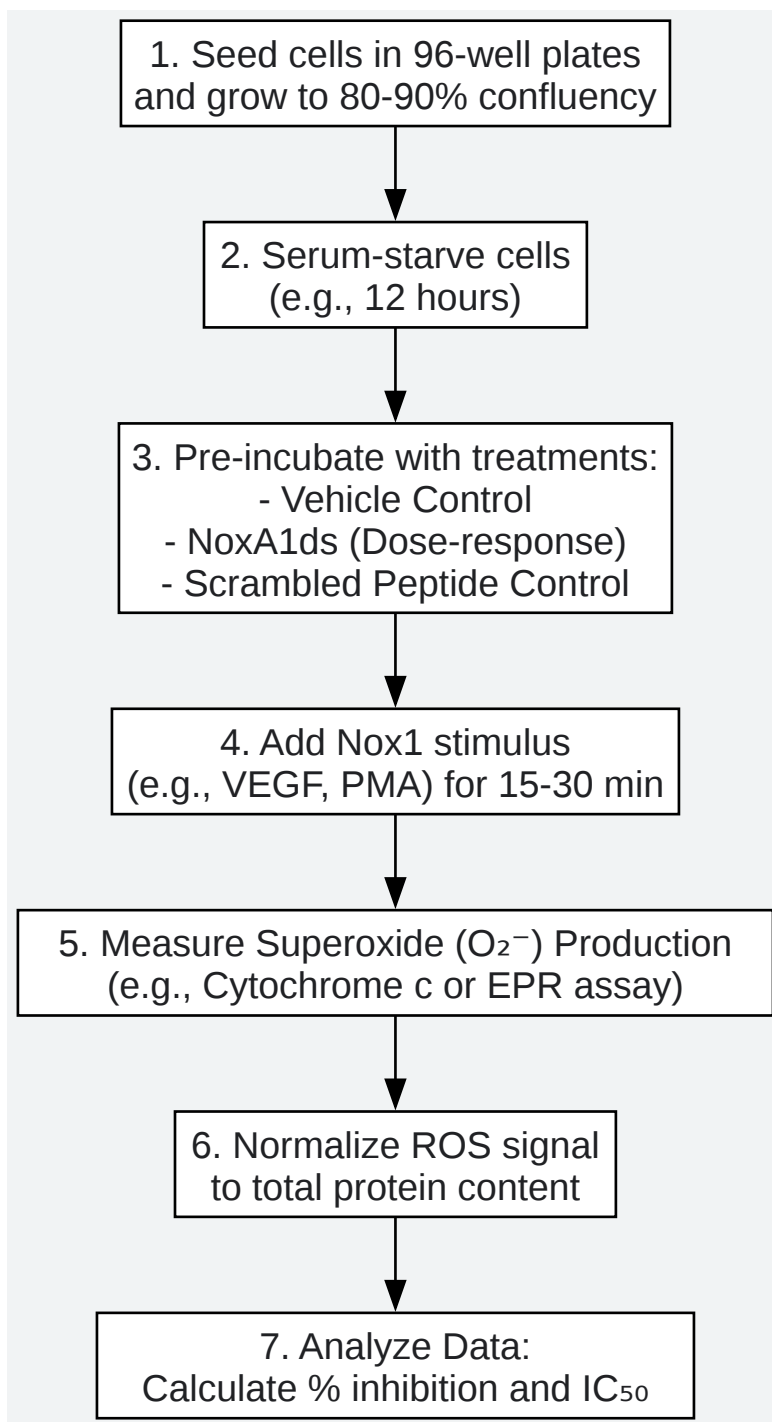 1. Seed cells in 96-well plates
and grow to 80-90% confluency
2. Serum-starve cells
(e.g., 12 hours)
3. Pre-incubate with treatments:
- Vehicle Control
- NoxA1ds (Dose-response)
- Scrambled Peptide Control
4. Add Nox1 stimulus
(e.g., VEGF, PMA) for 15-30 min
5. Measure Superoxide (O₂⁻) Production
(e.g., Cytochrome c or EPR assay)
6. Normalize ROS signal
to total protein content
7. Analyze Data:
Calculate % inhibition and IC₅₀